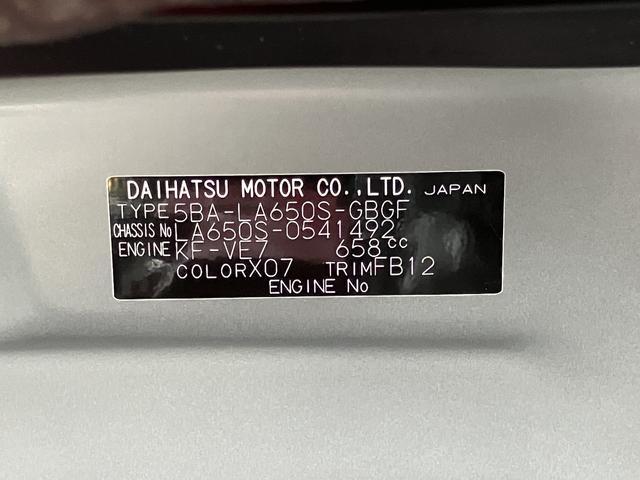 DAIHATSU MOTOR CO.,LTD. JAPAN
TYPE 5BA-LA650S-GBGF
CHASSIS No LA650S-0541492
ENGINE KF-VE7 658cc
COLOR X07 TRIM FB12
ENGINE No